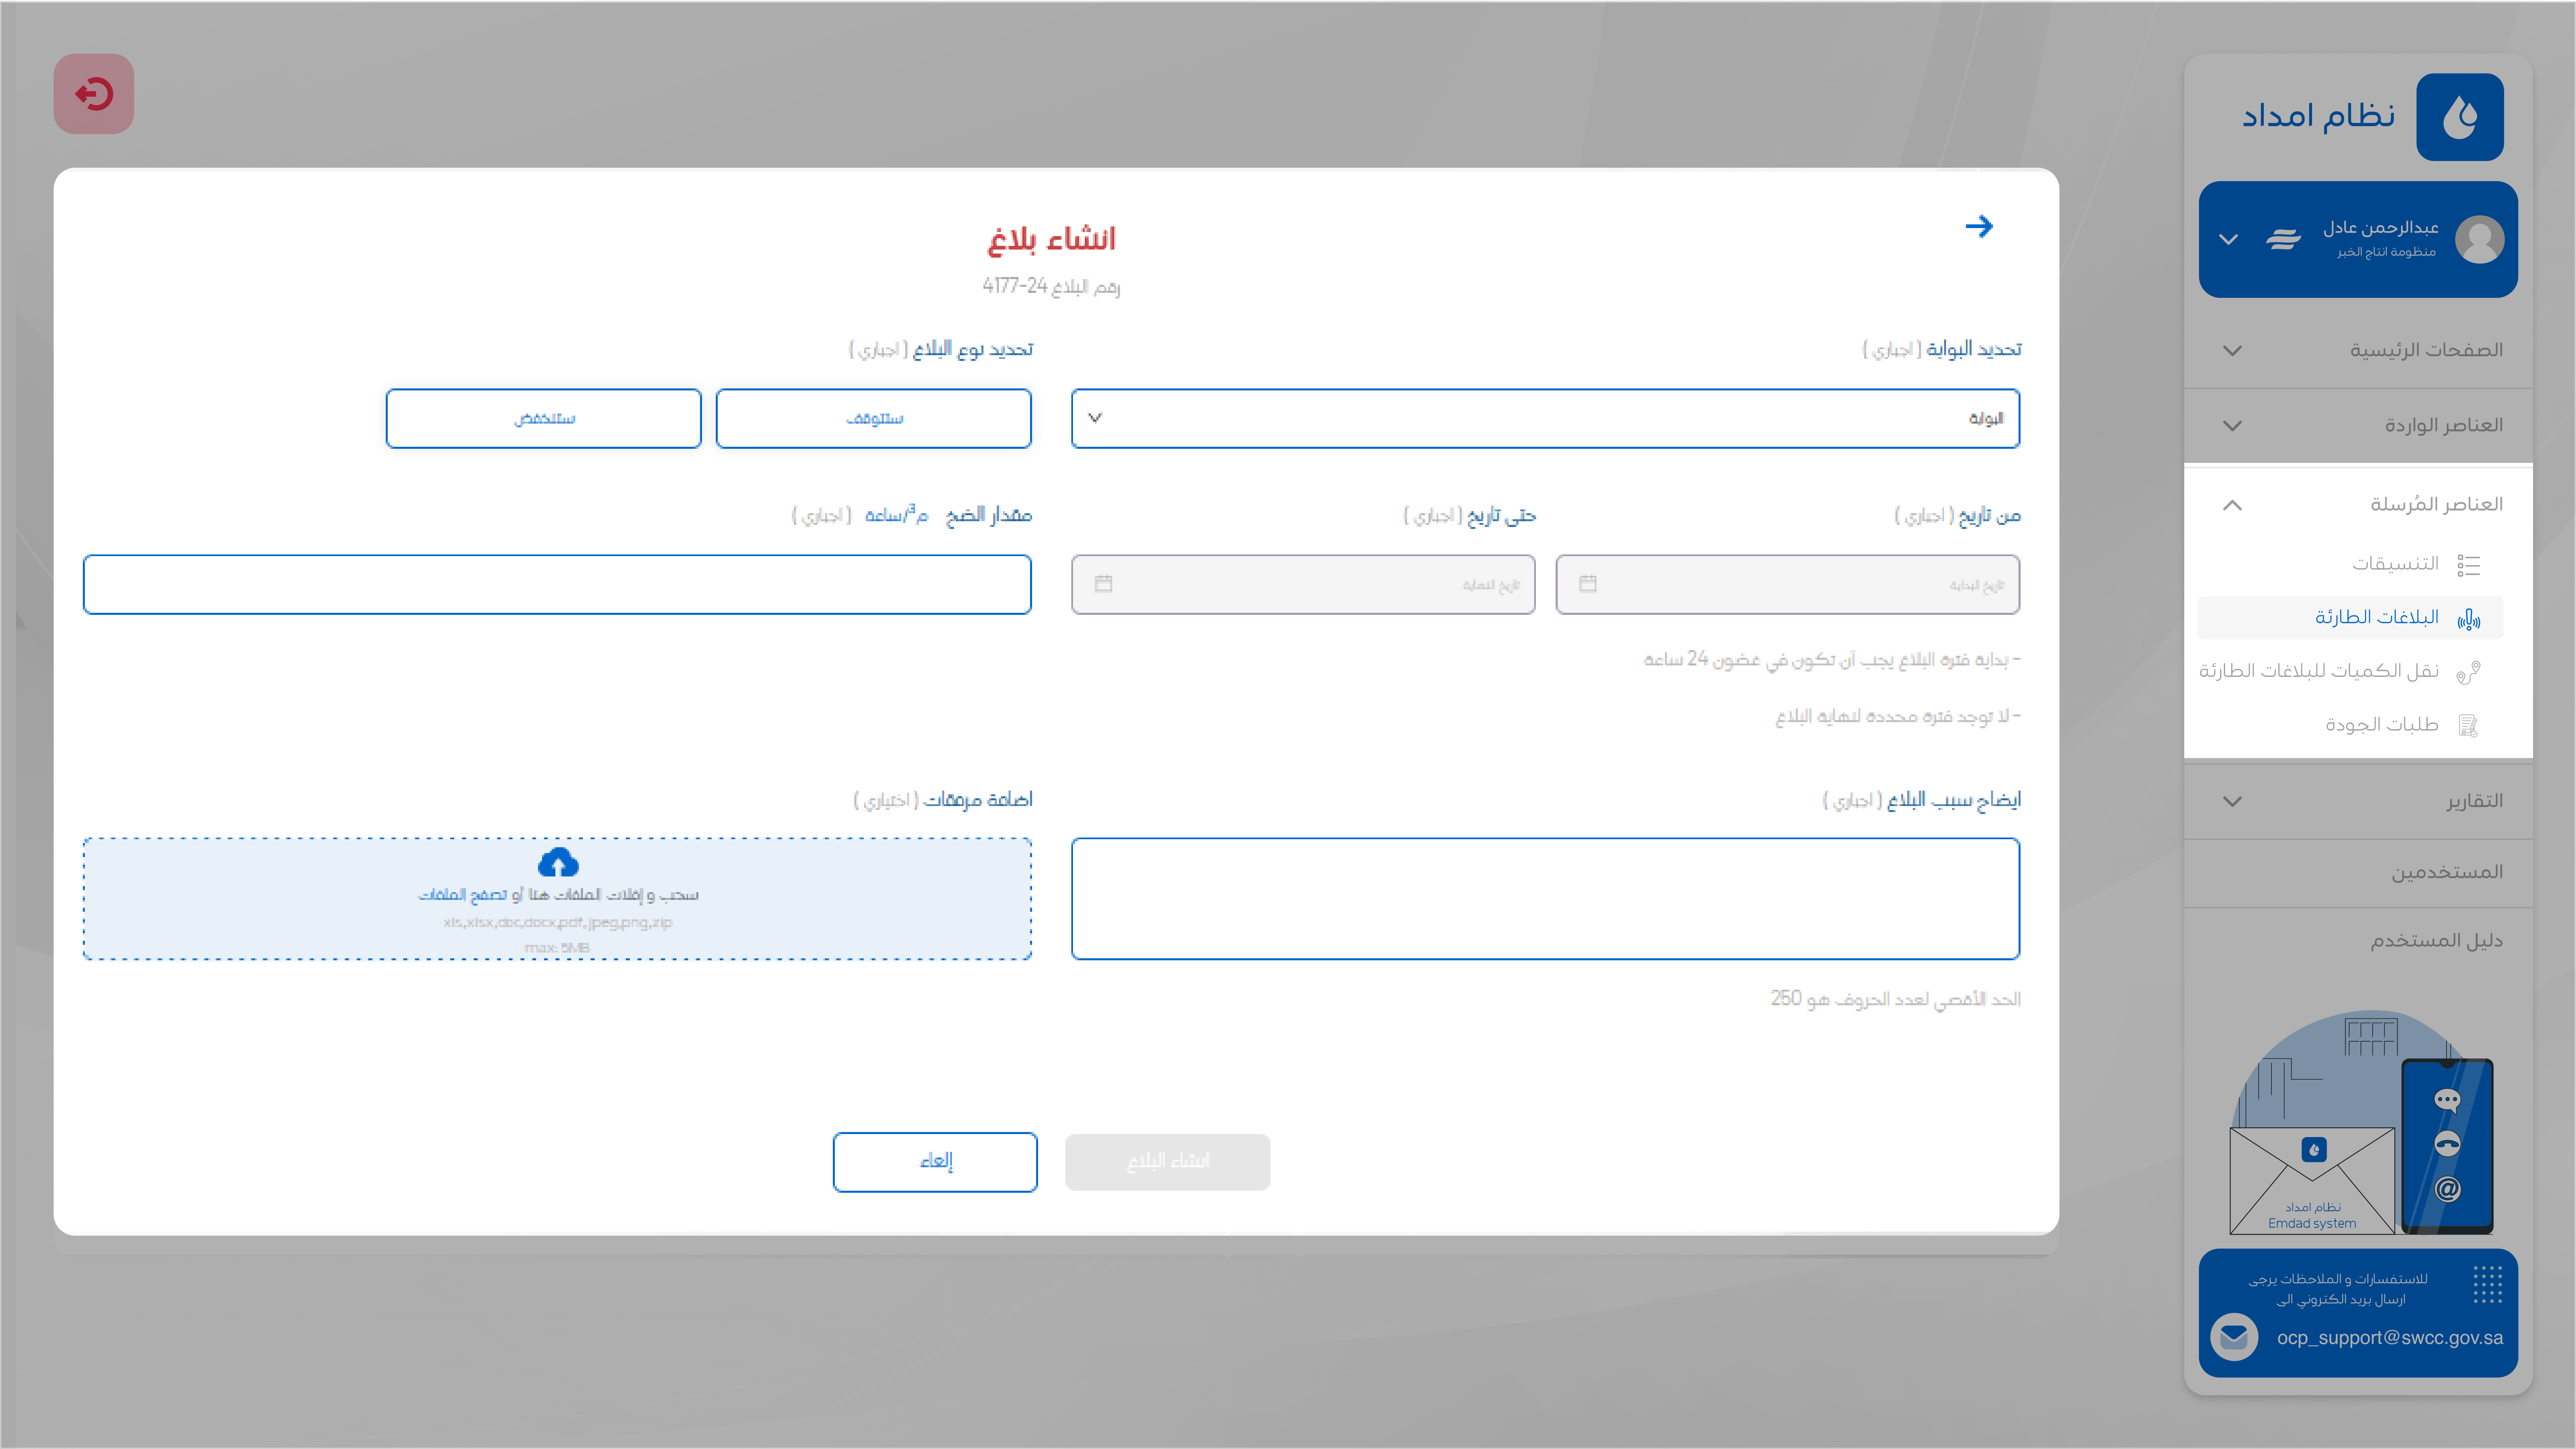 نظام امداد
عبدالرحمن عادل
منظومة انتاج الخبر
الصفحات الرئيسية
العناصر الواردة
العناصر المُرسلة
التنسيقات
البلاغات الطارئة
نقل الكميات للبلاغات الطارئة
طلبات الجودة
التقارير
المستخدمين
دليل المستخدم
نظام امداد
Emdad system
للاستفسارات و الملاحظات يرجى
ارسال بريد الكتروني الى
ocp_support@swcc.gov.sa
انشاء بلاغ
رقم البلاغ 24-4177
تحديد البوابة ( اجباري )
البوابة
تحديد نوع البلاغ ( اجباري )
ستتوقف
ستنخفض
من تاريخ ( اجباري )
تاريخ البداية
حتى تاريخ ( اجباري )
تاريخ النهاية
مقدار الضخ م3/ساعة ( اجباري )
- بداية فترة البلاغ يجب أن تكون في غضون 24 ساعة
- لا توجد فترة محددة لنهاية البلاغ
ايضاح سبب البلاغ ( اجباري )
الحد الأقصى لعدد الحروف هو 250
اضافة مرفقات ( اختياري )
سحب و إفلات الملفات هنا أو تصفح الملفات
xls,xlsx,doc,docx,pdf,jpeg,png,zip
max: 5MB
انشاء البلاغ
إلغاء